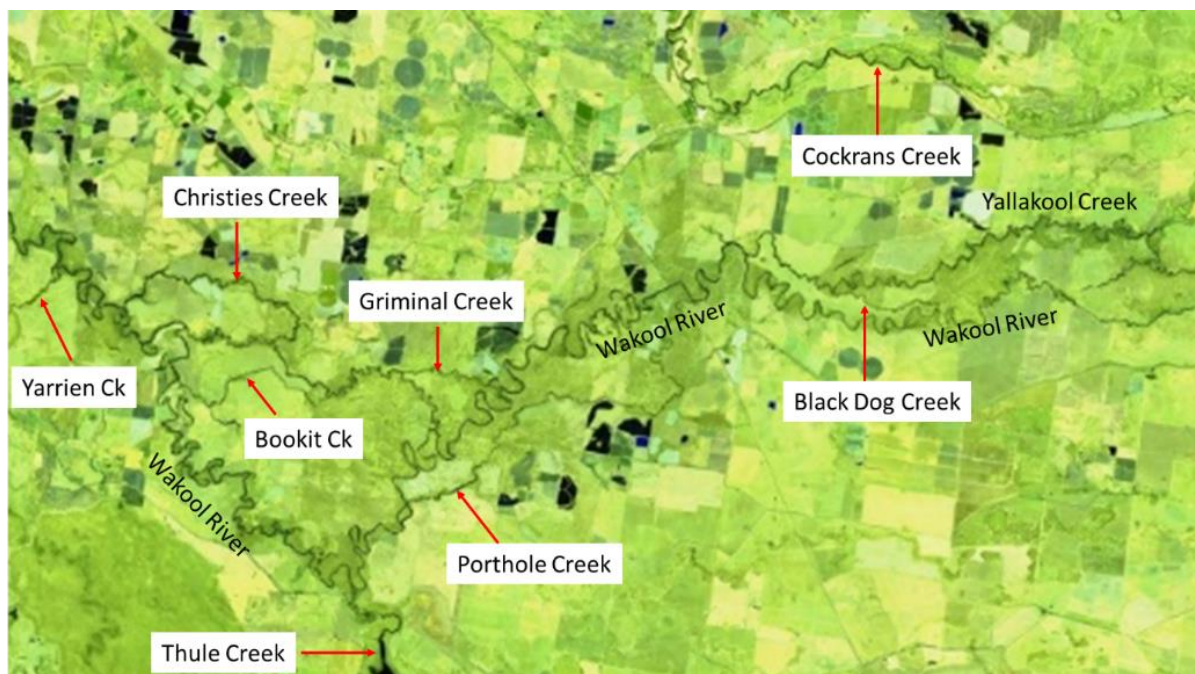 Cockrans Creek
Christies Creek
Yallakool Creek
Griminal Creek
Wakool River
Wakool River
Yarrien Ck
Black Dog Creek
Bookit Ck
Wakool River
Porthole Creek
Thule Creek